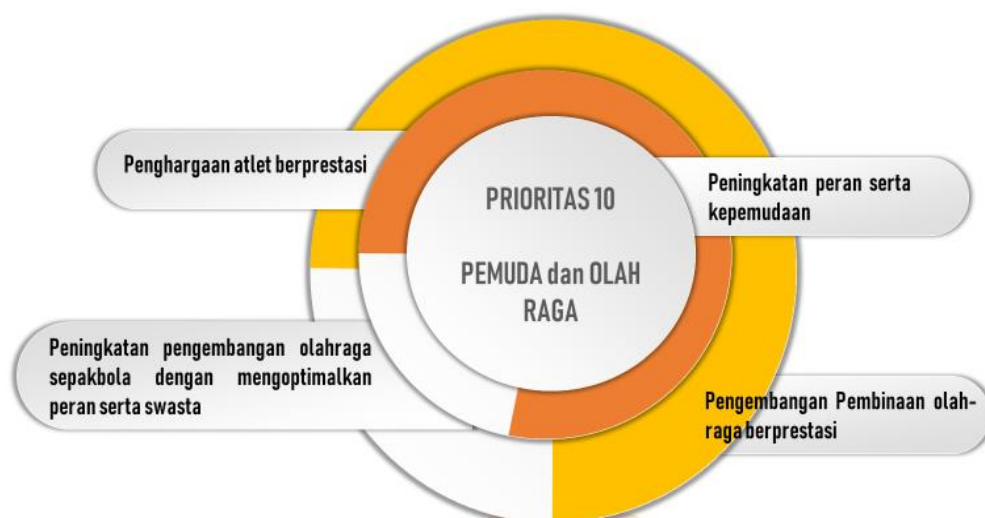 Penghargaan atlet berprestasi
PRIORITAS 10
PEMUDA dan OLAH
RAGA
Peningkatan peran serta
kepemudaan
Peningkatan pengembangan olahraga
sepakbola dengan mengoptimalkan
peran serta swasta
Pengembangan Pembinaan olah-
raga berprestasi